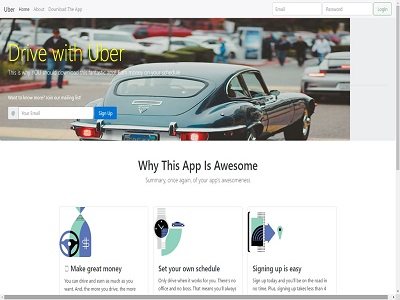 Uber Home About Download The App Email Password Login
Drive with Uber
This is why YOU should download this fantastic app! Earn money on your schedule
Want to know more? Join our mailing list!
@ Your Email Sign Up
Why This App Is Awesome
Summary, once again, of your app's awesomeness
Make great money
You can drive and earn as much as you
want. And, the more you drive, the more
Set your own schedule
Only drive when it works for you. There's no
office and no boss. That means you'll always
Signing up is easy
Sign up today and you'll be on the road in
no time. Plus, signing up takes less than 4